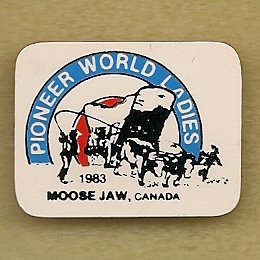 PIONEER WORLD LADIES
1983
MOOSE JAW, CANADA